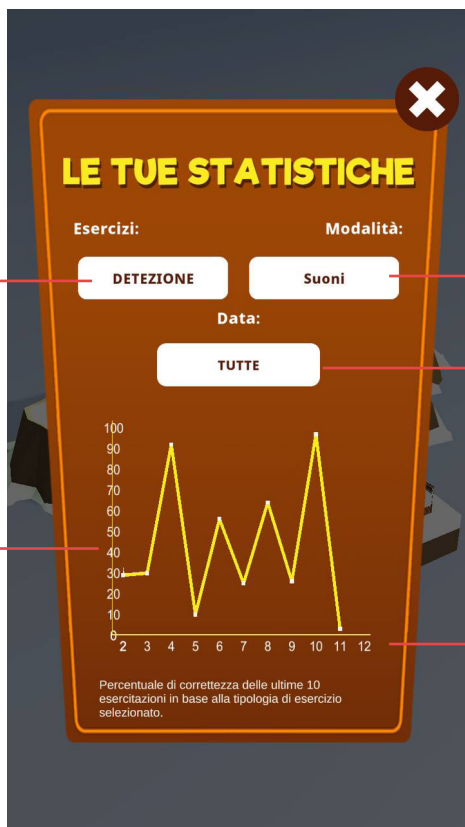 LE TUE STATISTICHE
Esercizi: Modalità:
DETEZIONE Suoni
Data:
TUTTE
100
90
80
70
60
50
40
30
20
10
0
2 3 4 5 6 7 8 9 10 11 12
Percentuale di correttezza delle ultime 10
esercitazioni in base alla tipologia di esercizio
selezionato.